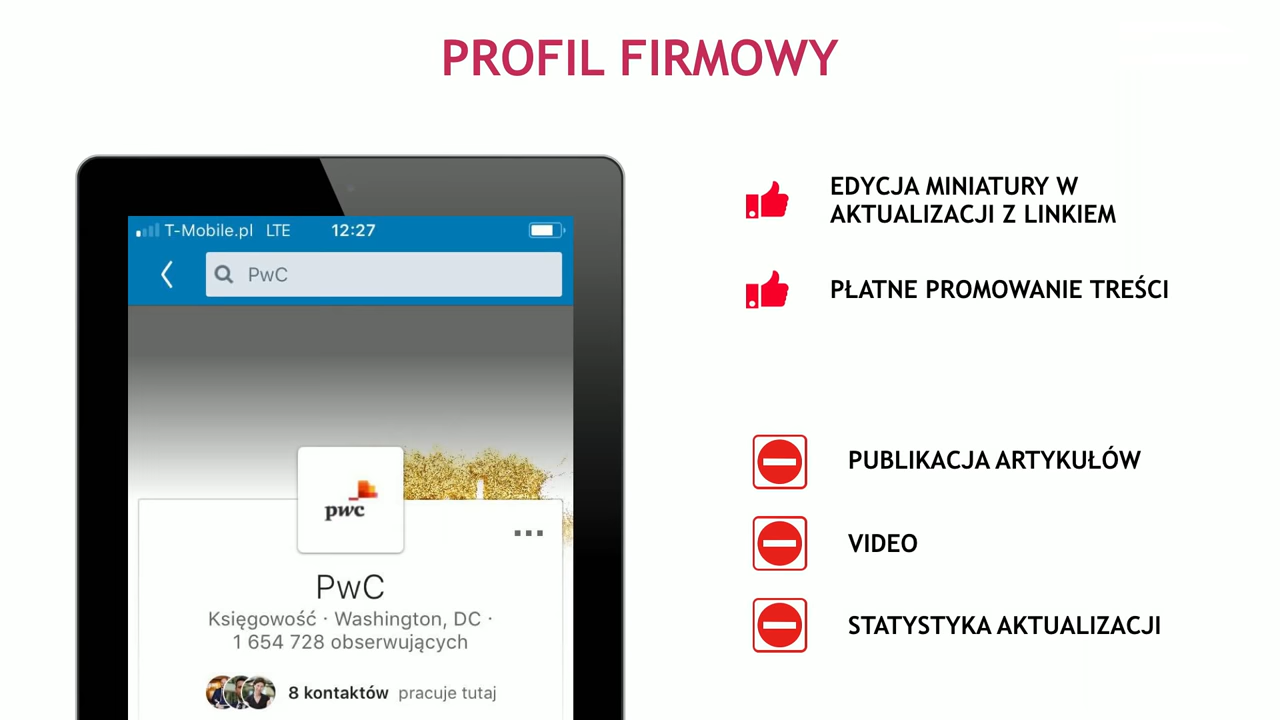 PROFIL FIRMOWY
T-Mobile.pl LTE 12:27
PwC
pwc
PwC
Księgowość · Washington, DC ·
1 654 728 obserwujących
8 kontaktów pracuje tutaj
EDYCJA MINIATURY W
AKTUALIZACJI Z LINKIEM
PŁATNE PROMOWANIE TREŚCI
PUBLIKACJA ARTYKUŁÓW
VIDEO
STATYSTYKA AKTUALIZACJI